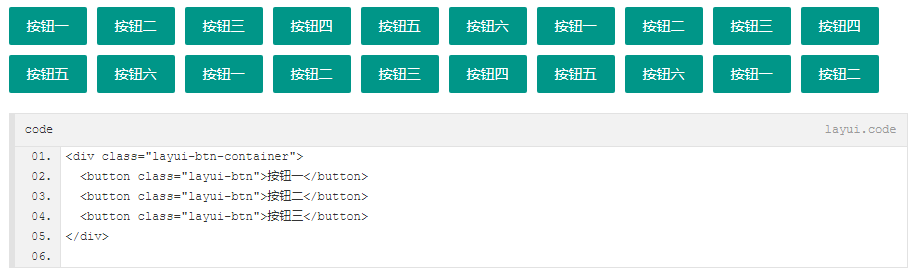 按钮一 按钮二 按钮三 按钮四 按钮五 按钮六 按钮一 按钮二 按钮三 按钮四
按钮五 按钮六 按钮一 按钮二 按钮三 按钮四 按钮五 按钮六 按钮一 按钮二
code layui.code
01. <div class="layui-btn-container">
02.   <button class="layui-btn">按钮一</button>
03.   <button class="layui-btn">按钮二</button>
04.   <button class="layui-btn">按钮三</button>
05. </div>
06.